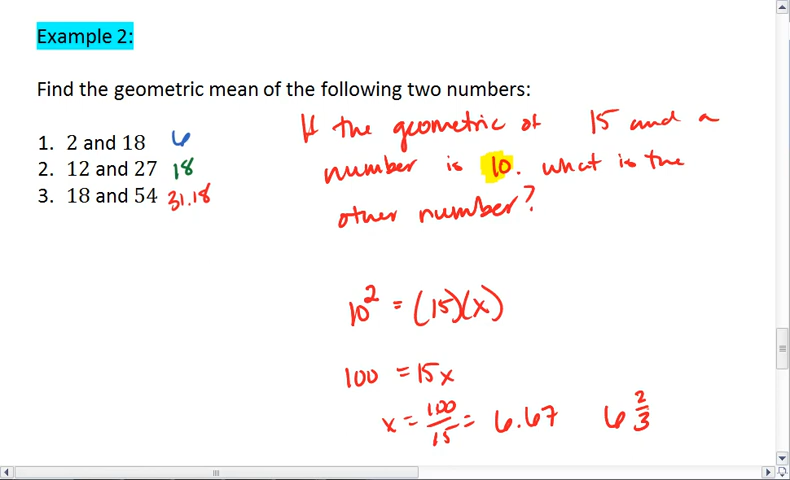 Example 2:
Find the geometric mean of the following two numbers:
1. 2 and 18 6
2. 12 and 27 18
3. 18 and 54 31.18
If the geometric of 15 and a
number is 10. what is the
other number?
10² = (15)(x)
100 = 15x
x = 100/15 = 6.67 6 2/3